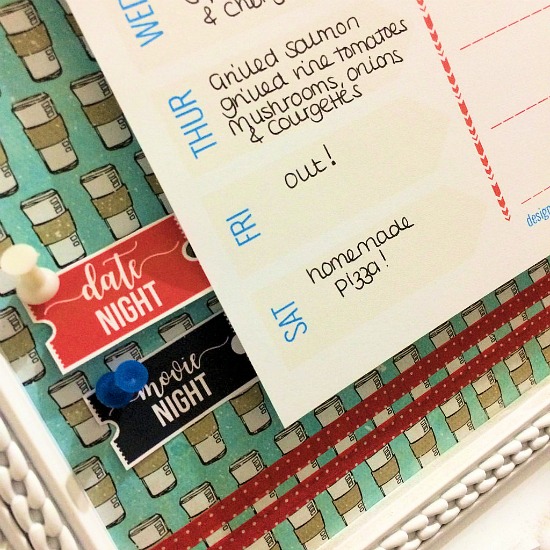 WED
& char
THUR
Grilled salmon
grilled vine tomatoes
Mushrooms, onions
& Courgettes
FRI
out!
SAT
homemade
Pizza!
date
NIGHT
movie
NIGHT
design